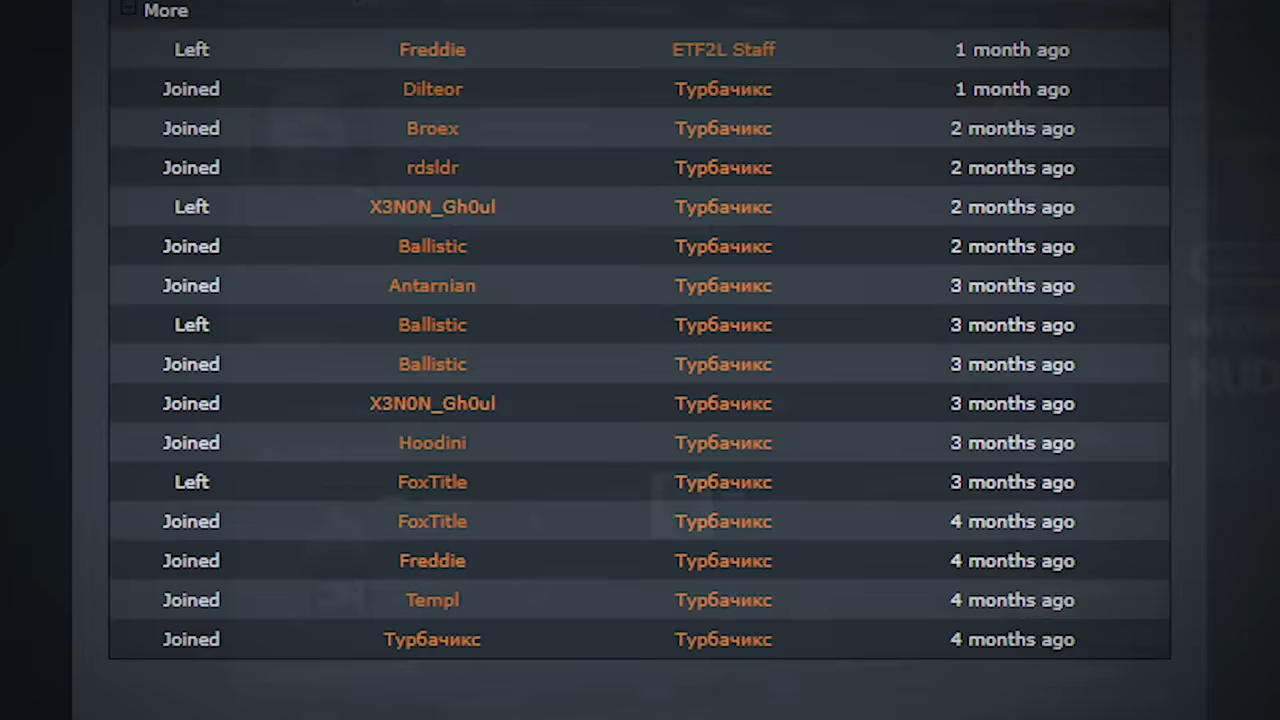 More
Left Freddie ETF2L Staff 1 month ago
Joined Dilteor Турбачикс 1 month ago
Joined Broex Турбачикс 2 months ago
Joined rdsldr Турбачикс 2 months ago
Left X3N0N_Gh0ul Турбачикс 2 months ago
Joined Ballistic Турбачикс 2 months ago
Joined Antarnian Турбачикс 3 months ago
Left Ballistic Турбачикс 3 months ago
Joined Ballistic Турбачикс 3 months ago
Joined X3N0N_Gh0ul Турбачикс 3 months ago
Joined Hoodini Турбачикс 3 months ago
Left FoxTitle Турбачикс 3 months ago
Joined FoxTitle Турбачикс 4 months ago
Joined Freddie Турбачикс 4 months ago
Joined Templ Турбачикс 4 months ago
Joined Турбачикс Турбачикс 4 months ago
HUD